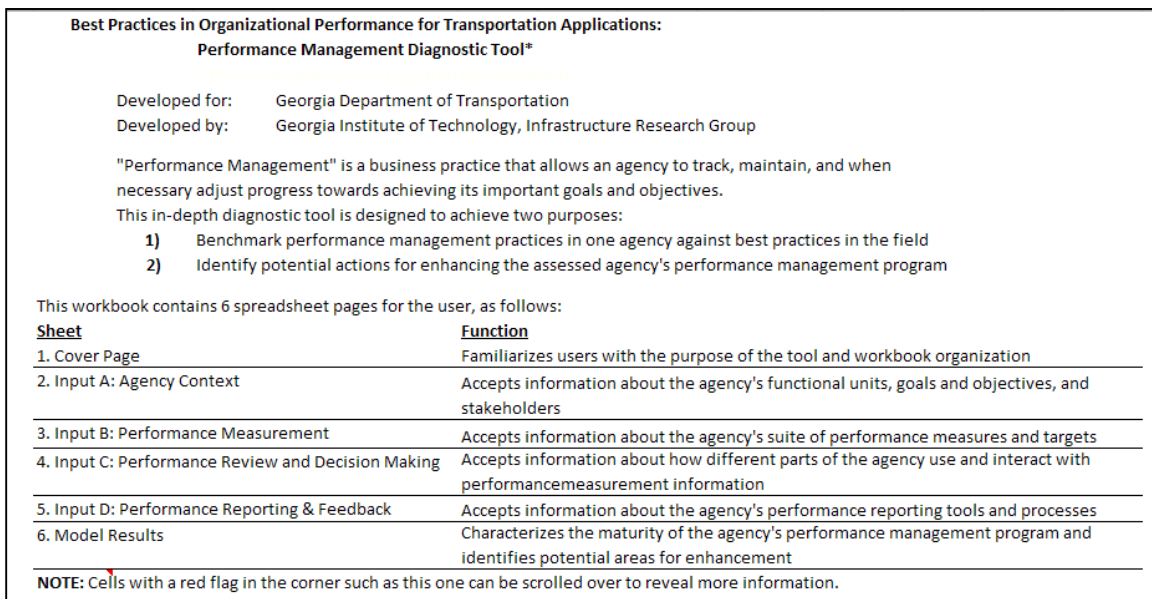 Best Practices in Organizational Performance for Transportation Applications:
Performance Management Diagnostic Tool*
Developed for: Georgia Department of Transportation
Developed by: Georgia Institute of Technology, Infrastructure Research Group
"Performance Management" is a business practice that allows an agency to track, maintain, and when
necessary adjust progress towards achieving its important goals and objectives.
This in-depth diagnostic tool is designed to achieve two purposes:
1) Benchmark performance management practices in one agency against best practices in the field
2) Identify potential actions for enhancing the assessed agency's performance management program
This workbook contains 6 spreadsheet pages for the user, as follows:
Sheet Function
1. Cover Page Familiarizes users with the purpose of the tool and workbook organization
2. Input A: Agency Context Accepts information about the agency's functional units, goals and objectives, and
stakeholders
3. Input B: Performance Measurement Accepts information about the agency's suite of performance measures and targets
4. Input C: Performance Review and Decision Making Accepts information about how different parts of the agency use and interact with
performancemeasurement information
5. Input D: Performance Reporting & Feedback Accepts information about the agency's performance reporting tools and processes
6. Model Results Characterizes the maturity of the agency's performance management program and
identifies potential areas for enhancement
NOTE: Cells with a red flag in the corner such as this one can be scrolled over to reveal more information.